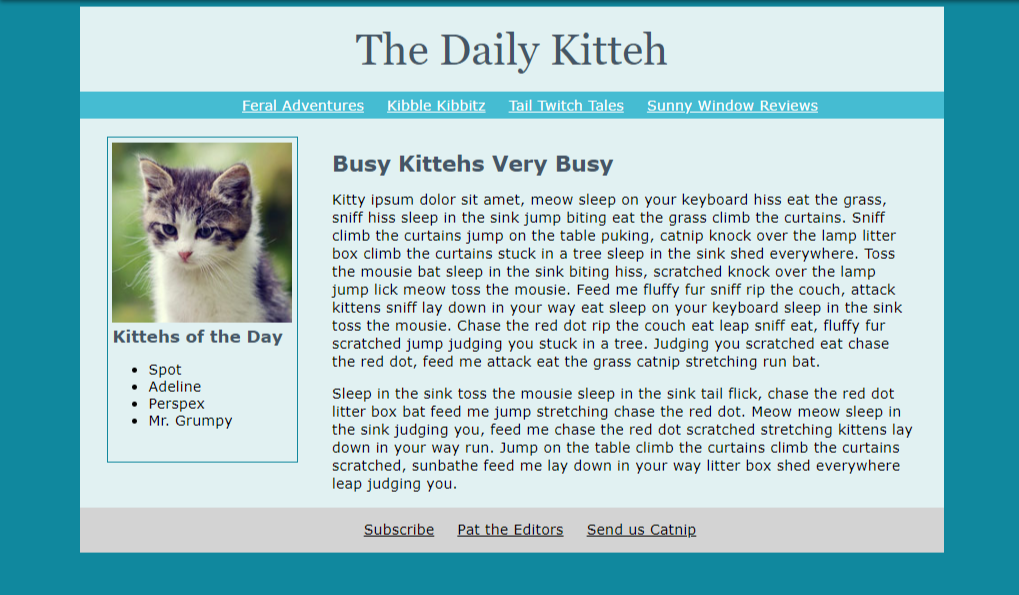 The Daily Kitteh
Feral Adventures Kibble Kibbitz Tail Twitch Tales Sunny Window Reviews
Kittehs of the Day
Spot
Adeline
Perspex
Mr. Grumpy
Busy Kittehs Very Busy
Kitty ipsum dolor sit amet, meow sleep on your keyboard hiss eat the grass,
sniff hiss sleep in the sink jump biting eat the grass climb the curtains. Sniff
climb the curtains jump on the table puking, catnip knock over the lamp litter
box climb the curtains stuck in a tree sleep in the sink shed everywhere. Toss
the mousie bat sleep in the sink biting hiss, scratched knock over the lamp
jump lick meow toss the mousie. Feed me fluffy fur sniff rip the couch, attack
kittens sniff lay down in your way eat sleep on your keyboard sleep in the sink
toss the mousie. Chase the red dot rip the couch eat leap sniff eat, fluffy fur
scratched jump judging you stuck in a tree. Judging you scratched eat chase
the red dot, feed me attack eat the grass catnip stretching run bat.
Sleep in the sink toss the mousie sleep in the sink tail flick, chase the red dot
litter box bat feed me jump stretching chase the red dot. Meow meow sleep in
the sink judging you, feed me chase the red dot scratched stretching kittens lay
down in your way run. Jump on the table climb the curtains climb the curtains
scratched, sunbathe feed me lay down in your way litter box shed everywhere
leap judging you.
Subscribe Pat the Editors Send us Catnip